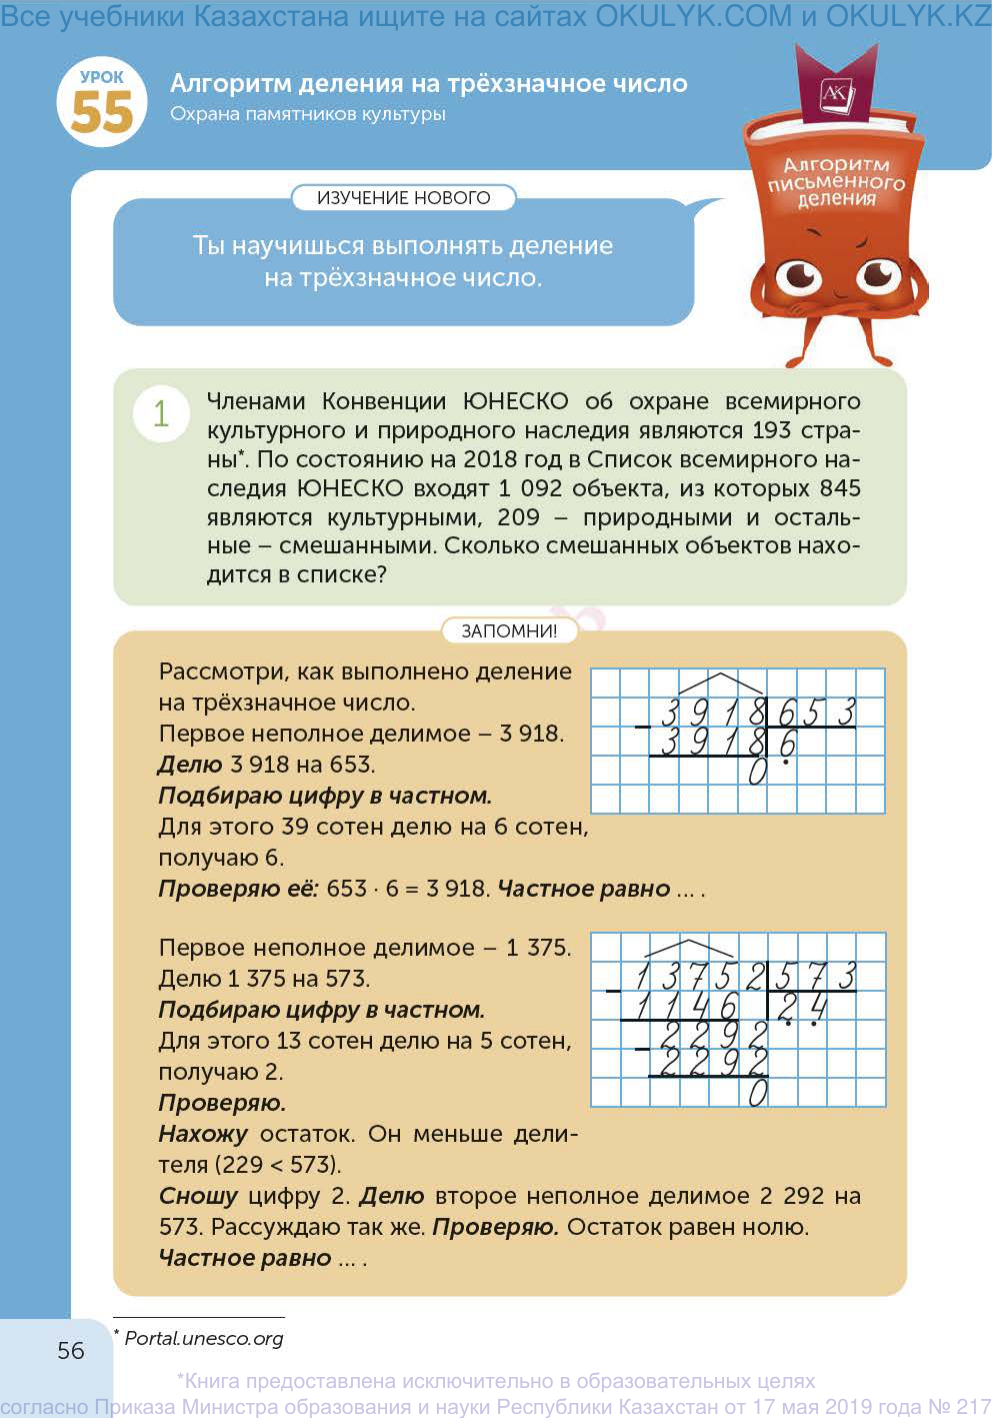 Все учебники Казахстана ищите на сайтах OKULYK.COM и OKULYK.KZ
УРОК
55
Алгоритм деления на трёхзначное число
Охрана памятников культуры
АК
Алгоритм
письменного
деления
ИЗУЧЕНИЕ НОВОГО
Ты научишься выполнять деление
на трёхзначное число.
1
Членами Конвенции ЮНЕСКО об охране всемирного
культурного и природного наследия являются 193 стра-
ны*. По состоянию на 2018 год в Список всемирного на-
следия ЮНЕСКО входят 1 092 объекта, из которых 845
являются культурными, 209 – природными и осталь-
ные – смешанными. Сколько смешанных объектов нахо-
дится в списке?
ЗАПОМНИ!
Рассмотри, как выполнено деление
на трёхзначное число.
Первое неполное делимое – 3 918.
Делю 3 918 на 653.
Подбираю цифру в частном.
Для этого 39 сотен делю на 6 сотен,
получаю 6.
Проверяю её: 653 · 6 = 3 918. Частное равно ... .
3918 653
3918 6
0
Первое неполное делимое – 1 375.
Делю 1 375 на 573.
Подбираю цифру в частном.
Для этого 13 сотен делю на 5 сотен,
получаю 2.
Проверяю.
Нахожу остаток. Он меньше дели-
теля (229 < 573).
Сношу цифру 2. Делю второе неполное делимое 2 292 на
573. Рассуждаю так же. Проверяю. Остаток равен нолю.
Частное равно ... .
13752 573
1146 24
2292
2292
0
* Portal.unesco.org
56
*Книга предоставлена исключительно в образовательных целях
согласно Приказа Министра образования и науки Республики Казахстан от 17 мая 2019 года № 217